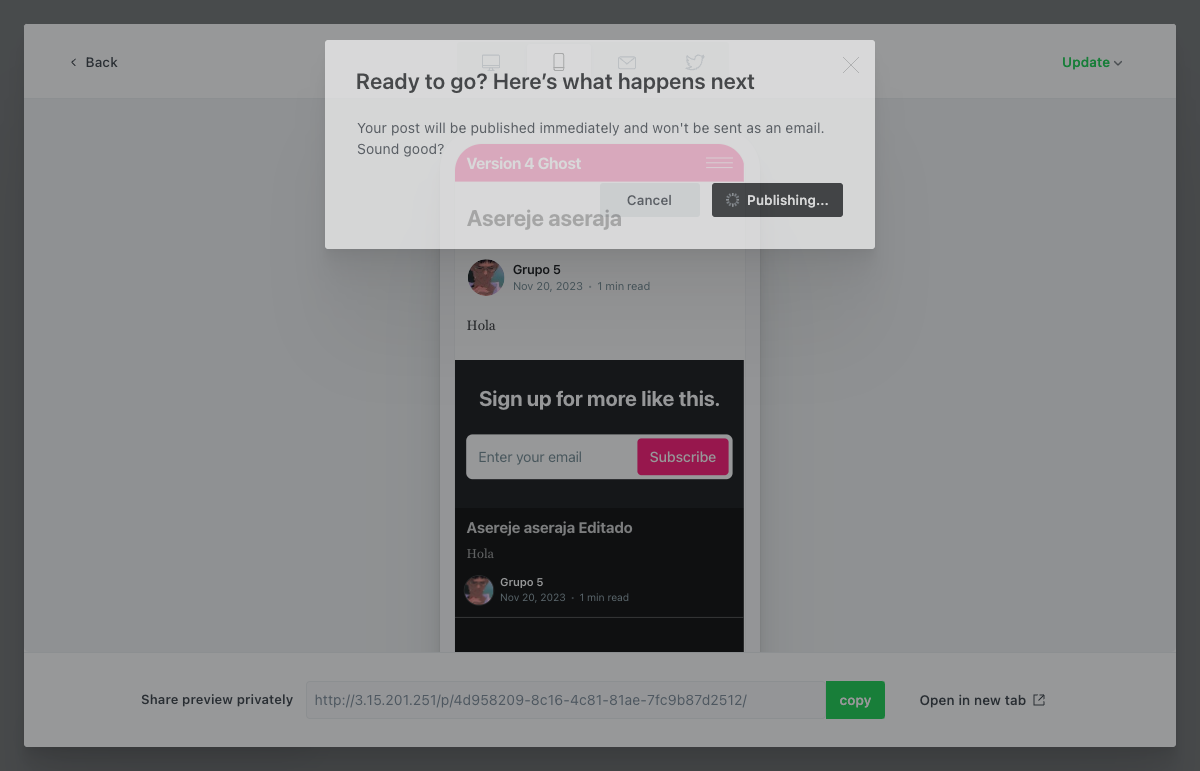 Back
Update
Ready to go? Here's what happens next
Your post will be published immediately and won't be sent as an email.
Sound good?
Cancel
Publishing...
Version 4 Ghost
Asereje aseraja
Grupo 5
Nov 20, 2023 · 1 min read
Hola
Sign up for more like this.
Enter your email
Subscribe
Asereje aseraja Editado
Hola
Grupo 5
Nov 20, 2023 · 1 min read
Share preview privately
http://3.15.201.251/p/4d958209-8c16-4c81-81ae-7fc9b87d2512/
copy
Open in new tab